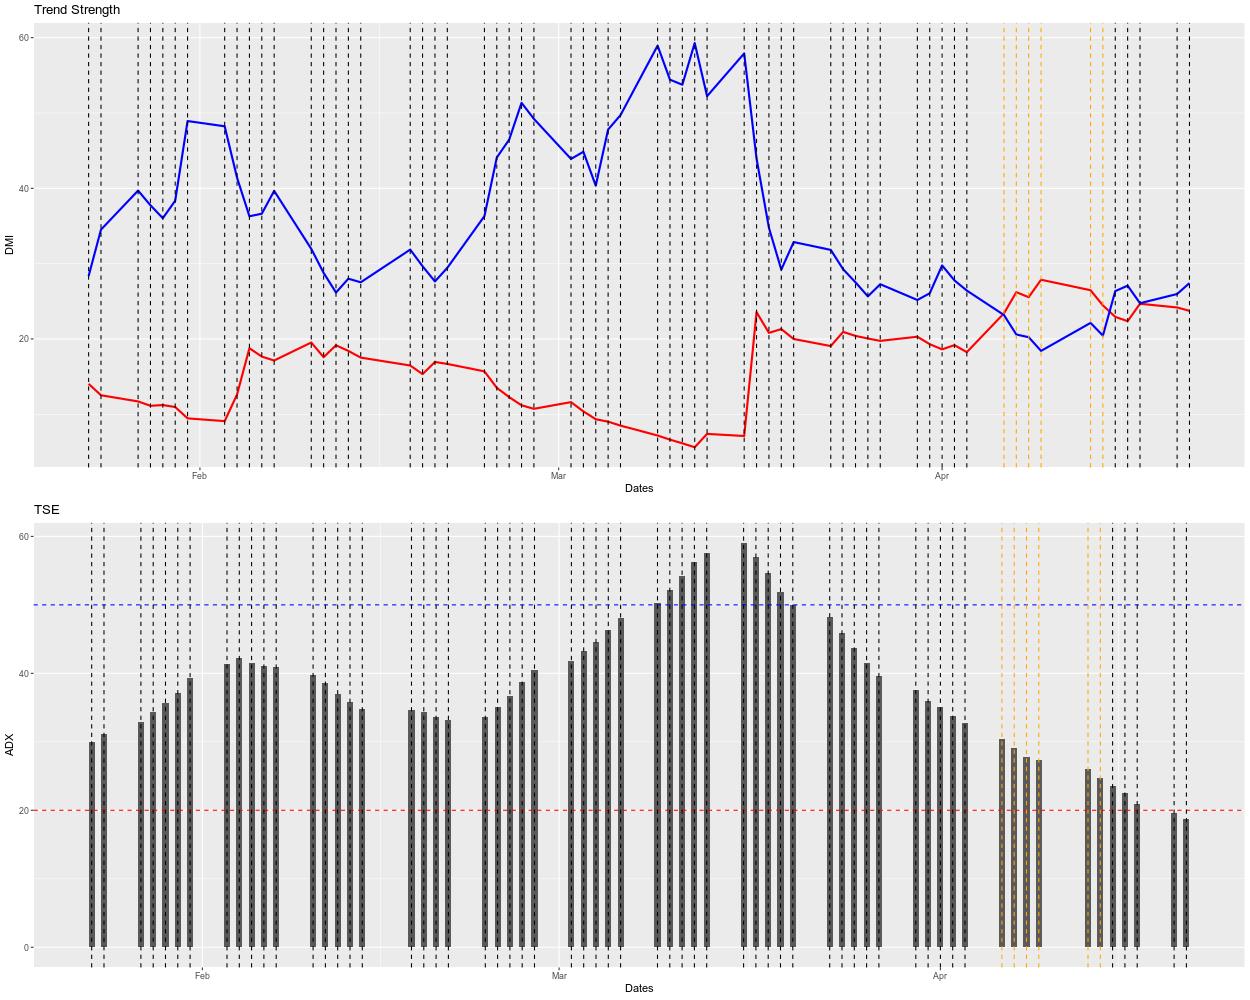 Trend Strength
60
40
20
DMI
Feb
Mar
Apr
Dates
TSE
60
40
20
0
ADX
Feb
Mar
Apr
Dates